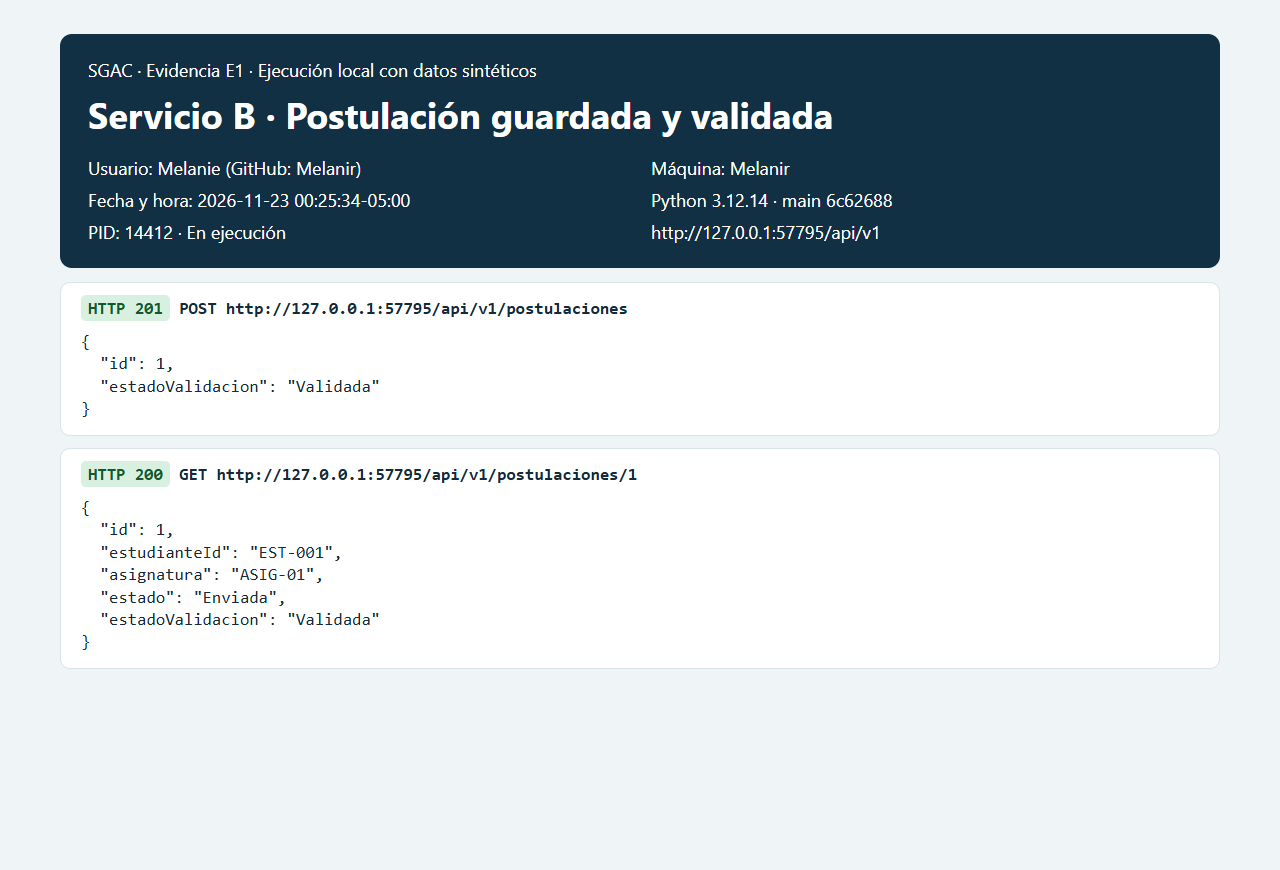 SGAC · Evidencia E1 · Ejecución local con datos sintéticos
Servicio B · Postulación guardada y validada
Usuario: Melanie (GitHub: Melanir)
Máquina: Melanir
Fecha y hora: 2026-11-23 00:25:34-05:00
Python 3.12.14 · main 6c62688
PID: 14412 · En ejecución
http://127.0.0.1:57795/api/v1
HTTP 201 POST http://127.0.0.1:57795/api/v1/postulaciones
{
  "id": 1,
  "estadoValidacion": "Validada"
}
HTTP 200 GET http://127.0.0.1:57795/api/v1/postulaciones/1
{
  "id": 1,
  "estudianteId": "EST-001",
  "asignatura": "ASIG-01",
  "estado": "Enviada",
  "estadoValidacion": "Validada"
}